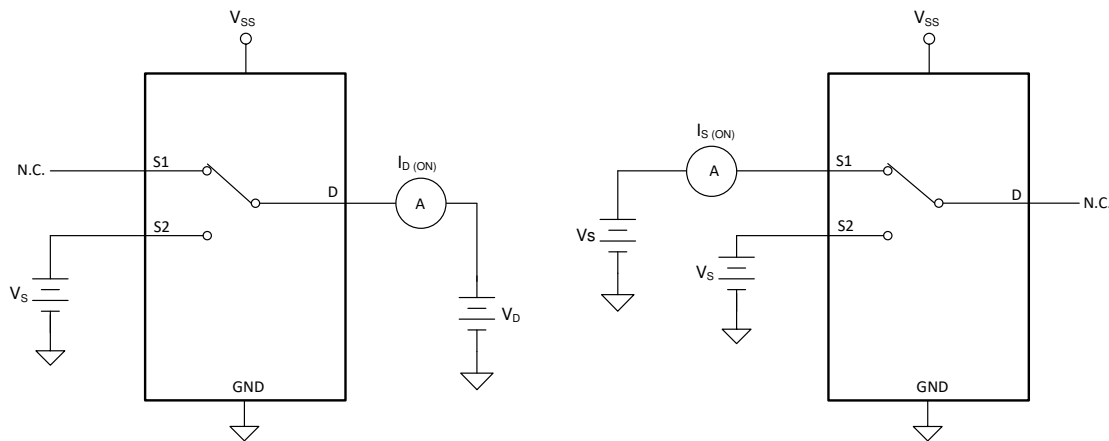 VSS
N.C.
S1
S2
D
ID (ON)
A
VS
VD
GND
VSS
IS (ON)
A
S1
S2
D
N.C.
Vs
VS
GND